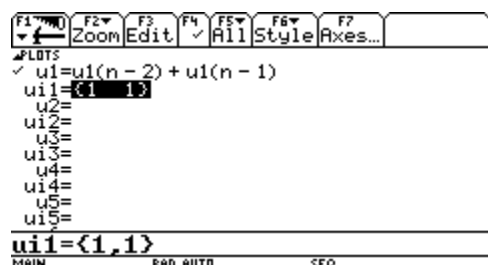 F1 F2 Zoom F3 Edit F4 ✓ F5 All F6 Style F7 Axes…
PLOTS
✓ u1=u1(n - 2) + u1(n - 1)
ui1={1 1}
u2=
ui2=
u3=
ui3=
u4=
ui4=
u5=
ui5=
ui1={1,1}
MAIN RAD AUTO SEQ